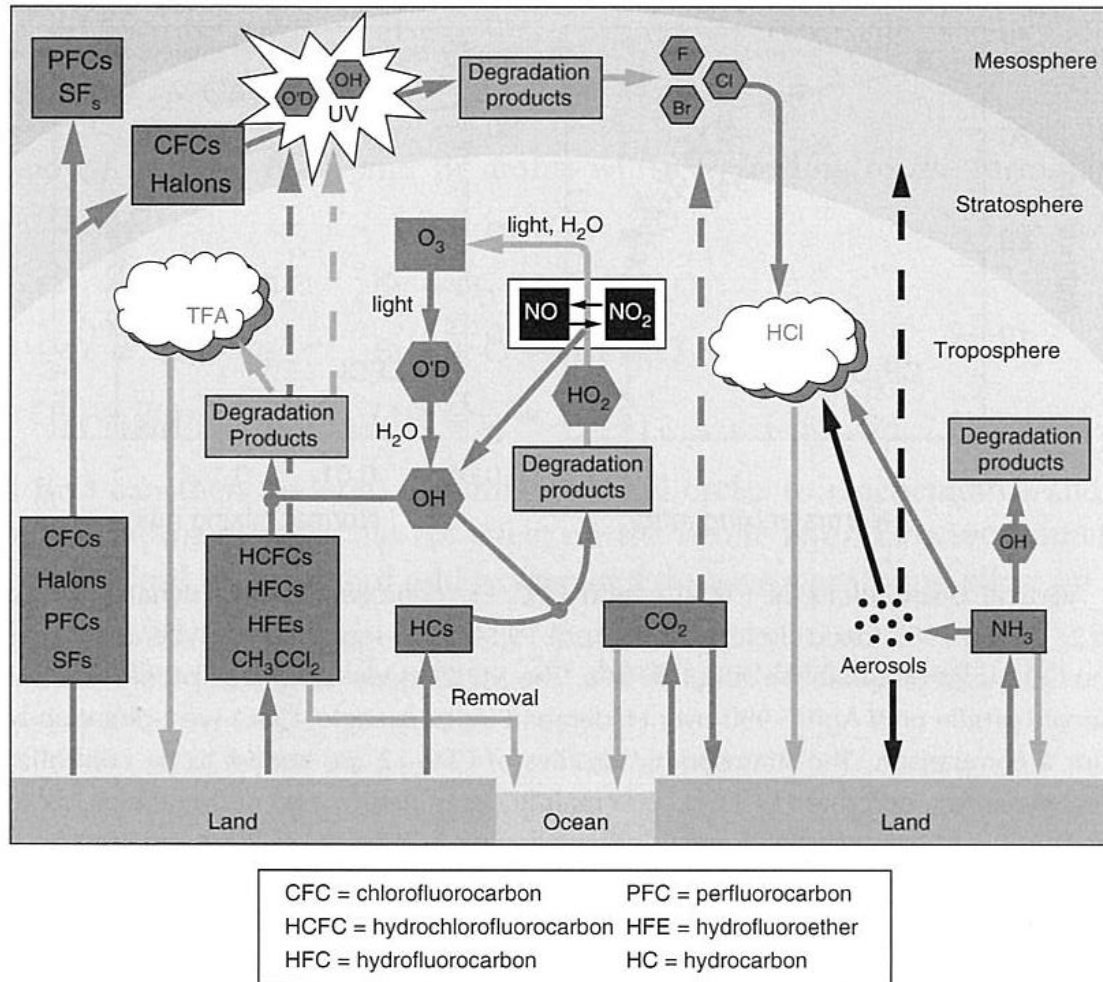 PFCs
SFs
O'D
OH
UV
Degradation
products
F
Cl
Br
Mesosphere
CFCs
Halons
Stratosphere
O3
light, H2O
light
NO
NO2
TFA
HCl
Troposphere
O'D
HO2
Degradation
Products
H2O
Degradation
products
Degradation
products
OH
OH
CFCs
Halons
PFCs
SFs
HCFCs
HFCs
HFEs
CH3CCl2
HCs
CO2
NH3
Aerosols
Removal
Land
Ocean
Land
CFC = chlorofluorocarbon
PFC = perfluorocarbon
HCFC = hydrochlorofluorocarbon
HFE = hydrofluoroether
HFC = hydrofluorocarbon
HC = hydrocarbon